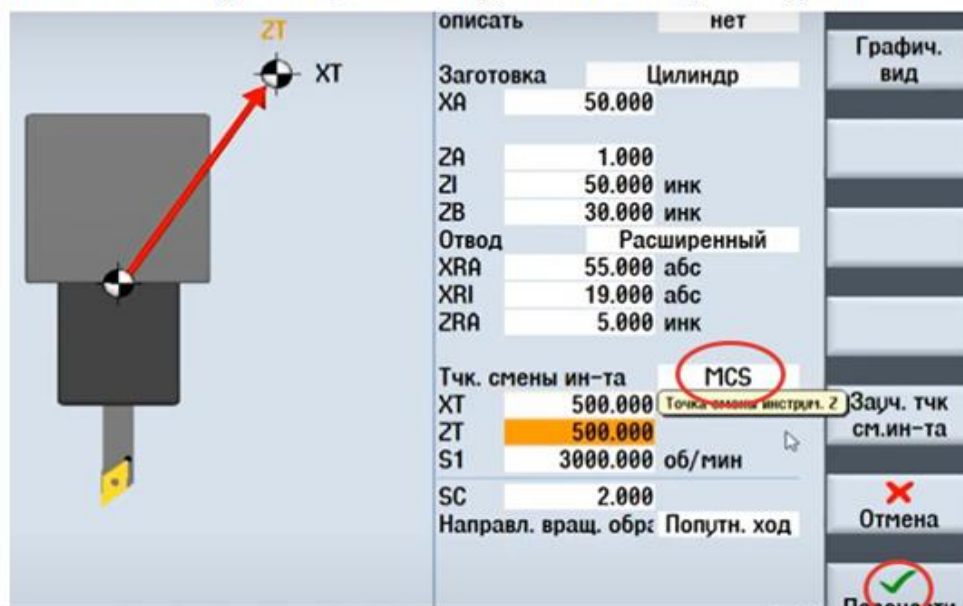 ZT
XT
описать нет
Заготовка Цилиндр
XA 50.000
ZA 1.000
ZI 50.000 инк
ZB 30.000 инк
Отвод Расширенный
XRA 55.000 абс
XRI 19.000 абс
ZRA 5.000 инк
Тчк. смены ин-та MCS
XT 500.000
Точка смены инструм. Z
ZT 500.000
S1 3000.000 об/мин
SC 2.000
Направл. вращ. обра Попутн. ход
Графич.
вид
Зауч. тчк
см.ин-та
Отмена